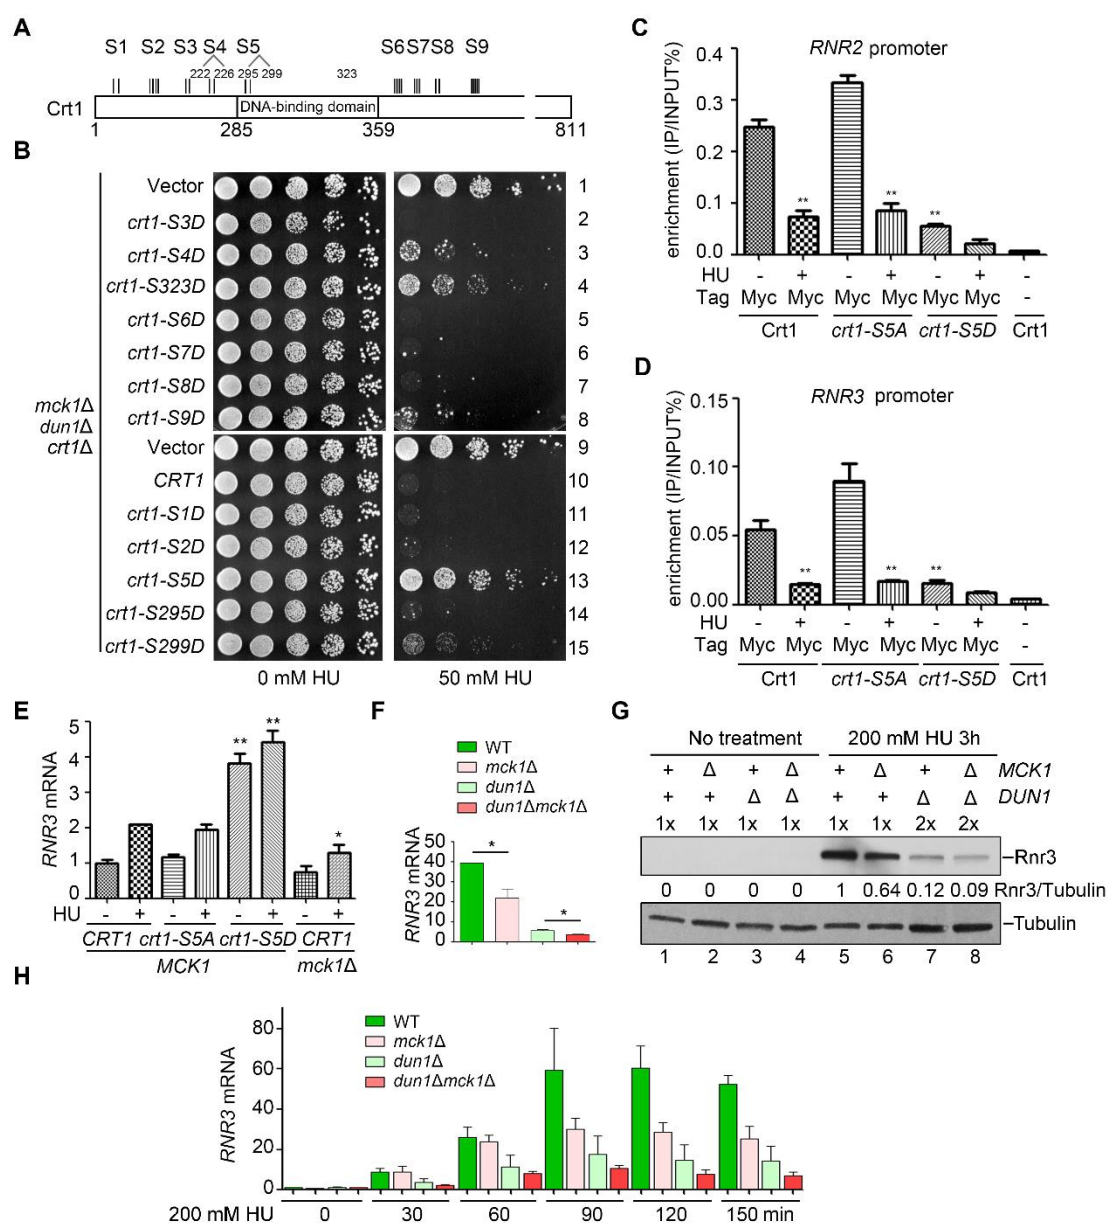 A
S1 S2 S3 S4 S5 S6 S7 S8 S9
222 226 295 299 323
Crt1
DNA-binding domain
1 285 359 811
B
Vector 1
crt1-S3D 2
crt1-S4D 3
crt1-S323D 4
crt1-S6D 5
crt1-S7D 6
crt1-S8D 7
crt1-S9D 8
mck1Δ
dun1Δ
crt1Δ
Vector 9
CRT1 10
crt1-S1D 11
crt1-S2D 12
crt1-S5D 13
crt1-S295D 14
crt1-S299D 15
0 mM HU 50 mM HU
C
RNR2 promoter
enrichment (IP/INPUT%)
0.4
0.3
0.2
0.1
0.0
** ** **
HU - + - + - + -
Tag Myc Myc Myc Myc Myc Myc -
Crt1 crt1-S5A crt1-S5D Crt1
D
RNR3 promoter
enrichment (IP/INPUT%)
0.15
0.10
0.05
0.00
** ** **
HU - + - + - + -
Tag Myc Myc Myc Myc Myc Myc -
Crt1 crt1-S5A crt1-S5D Crt1
E
RNR3 mRNA
5
4
3
2
1
0
** ** *
- + - + - + - +
HU
CRT1 crt1-S5A crt1-S5D CRT1
MCK1 mck1Δ
F
WT
mck1Δ
dun1Δ
dun1Δmck1Δ
RNR3 mRNA
50
40
30
20
10
0
* *
G
No treatment 200 mM HU 3h
+ Δ + Δ + Δ + Δ MCK1
+ + Δ Δ + + Δ Δ DUN1
1x 1x 1x 1x 1x 1x 2x 2x
–Rnr3
0 0 0 0 1 0.64 0.12 0.09 Rnr3/Tubulin
–Tubulin
1 2 3 4 5 6 7 8
H
WT
mck1Δ
dun1Δ
dun1Δmck1Δ
RNR3 mRNA
80
60
40
20
0
200 mM HU 0 30 60 90 120 150 min